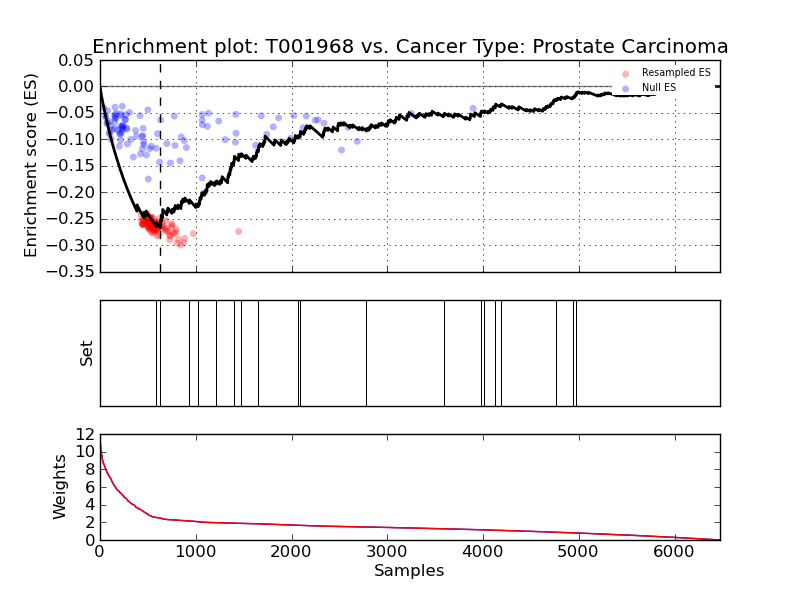 Enrichment plot: T001968 vs. Cancer Type: Prostate Carcinoma
Enrichment score (ES)
0.05
0.00
−0.05
−0.10
−0.15
−0.20
−0.25
−0.30
−0.35
Resampled ES
Null ES
Set
Weights
12
10
8
6
4
2
0
0 1000 2000 3000 4000 5000 6000
Samples